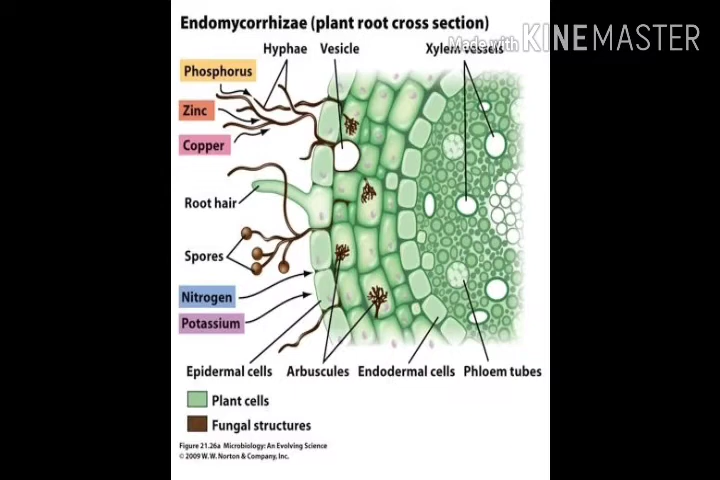 Endomycorrhizae (plant root cross section)
Made with KINEMASTER
Hyphae Vesicle Xylem vessels
Phosphorus
Zinc
Copper
Root hair
Spores
Nitrogen
Potassium
Epidermal cells Arbuscules Endodermal cells Phloem tubes
Plant cells
Fungal structures
Figure 21.26a Microbiology: An Evolving Science
© 2009 W. W. Norton & Company, Inc.